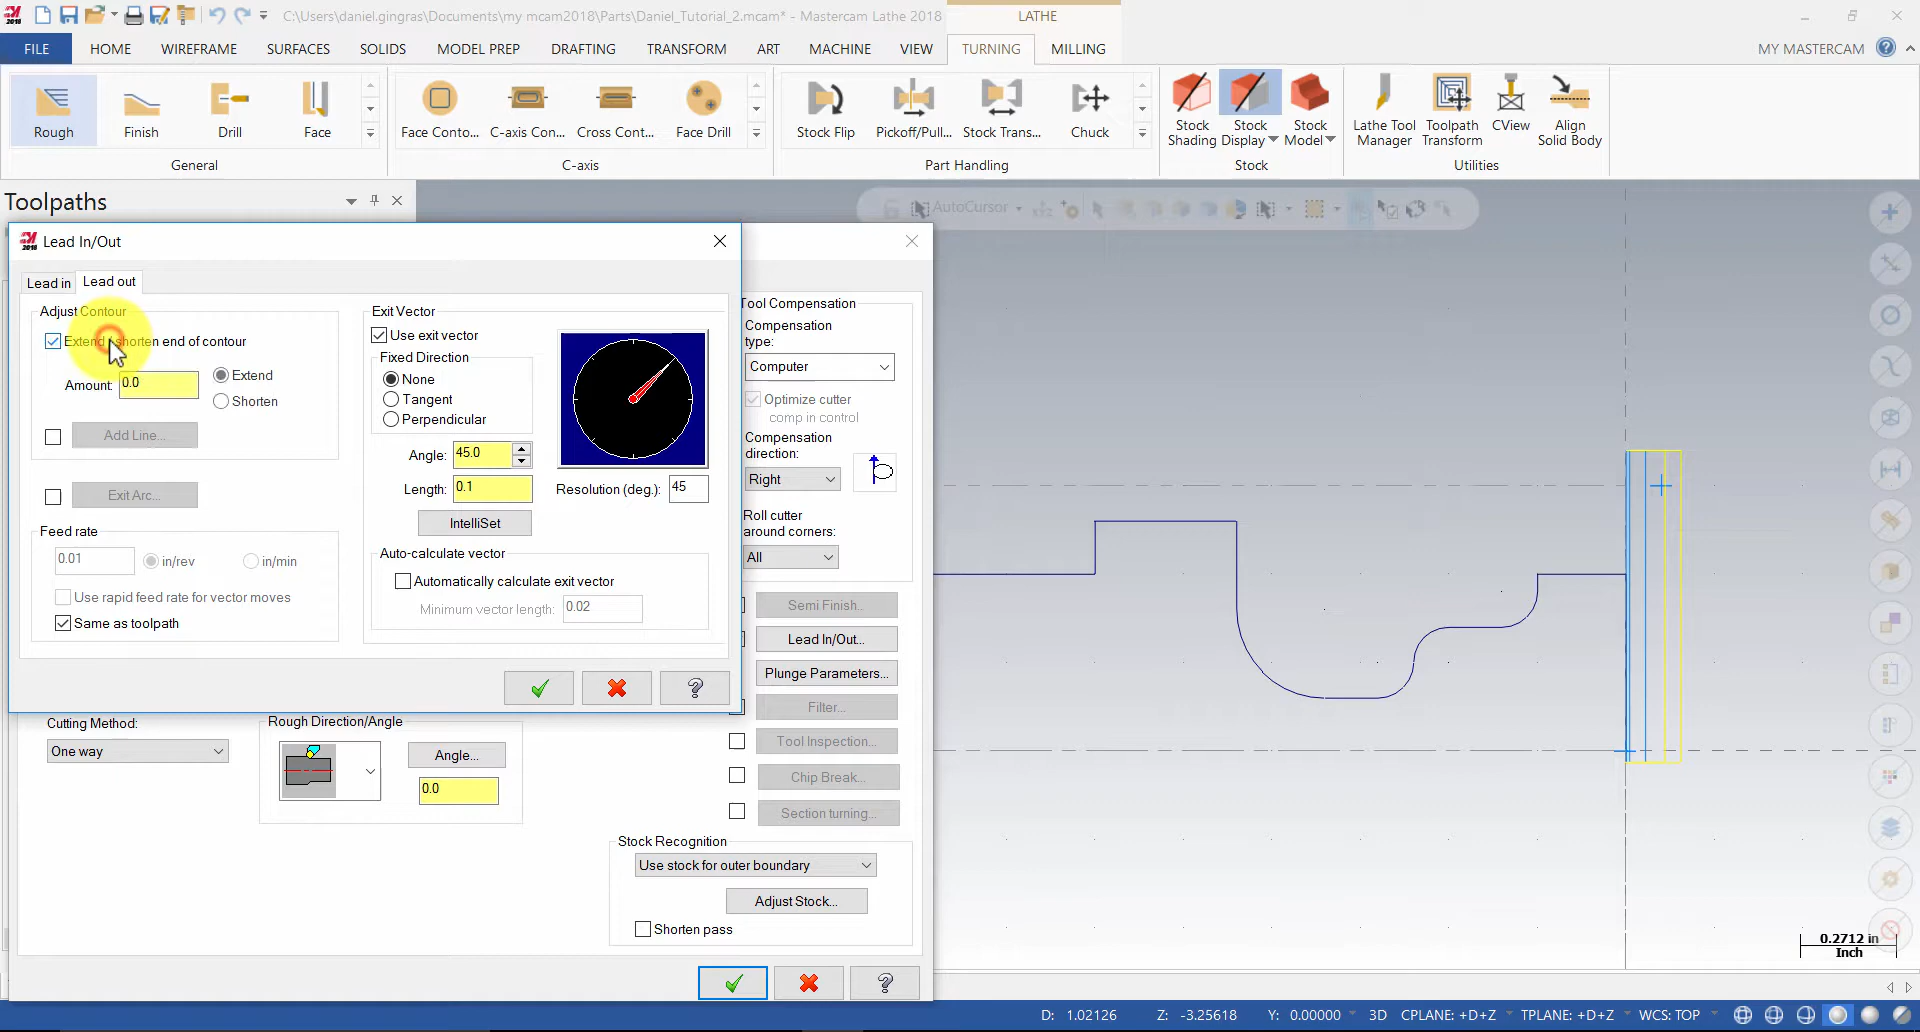 C:\Users\daniel.gingras\Documents\my mcam2018\Parts\Daniel_Tutorial_2.mcam* - Mastercam Lathe 2018
LATHE
FILE HOME WIREFRAME SURFACES SOLIDS MODEL PREP DRAFTING TRANSFORM ART MACHINE VIEW TURNING MILLING MY MASTERCAM
Rough Finish Drill Face
General
Face Conto... C-axis Con... Cross Cont... Face Drill
C-axis
Stock Flip Pickoff/Pull... Stock Trans... Chuck
Part Handling
Stock Shading
Stock Display
Stock Model
Stock
Lathe Tool Manager
Toolpath Transform
CView
Align Solid Body
Utilities
Toolpaths
AutoCursor
2018
Lead In/Out
Lead in
Lead out
Adjust Contour
Extend / shorten end of contour
Amount: 0.0
Extend
Shorten
Add Line...
Exit Arc...
Feed rate
0.01 in/rev in/min
Use rapid feed rate for vector moves
Same as toolpath
Exit Vector
Use exit vector
Fixed Direction
None
Tangent
Perpendicular
Angle: 45.0
Length: 0.1
Resolution (deg.): 45
IntelliSet
Auto-calculate vector
Automatically calculate exit vector
Minimum vector length: 0.02
Tool Compensation
Compensation
type:
Computer
Optimize cutter
comp in control
Compensation
direction:
Right
Roll cutter
around corners:
All
Semi Finish...
Lead In/Out...
Plunge Parameters...
Filter...
Tool Inspection...
Chip Break...
Section turning...
Cutting Method:
One way
Rough Direction/Angle
Angle...
0.0
Stock Recognition
Use stock for outer boundary
Adjust Stock...
Shorten pass
0.2712 in
Inch
D: 1.02126 Z: -3.25618 Y: 0.00000 3D CPLANE: +D+Z TPLANE: +D+Z WCS: TOP